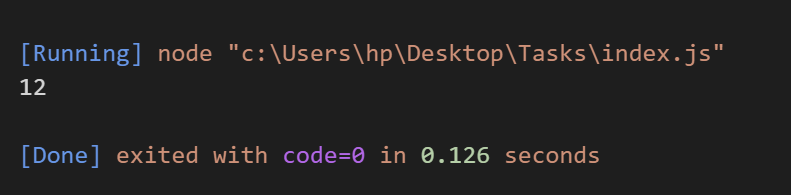 [Running] node "c:\Users\hp\Desktop\Tasks\index.js"
12
[Done] exited with code=0 in 0.126 seconds